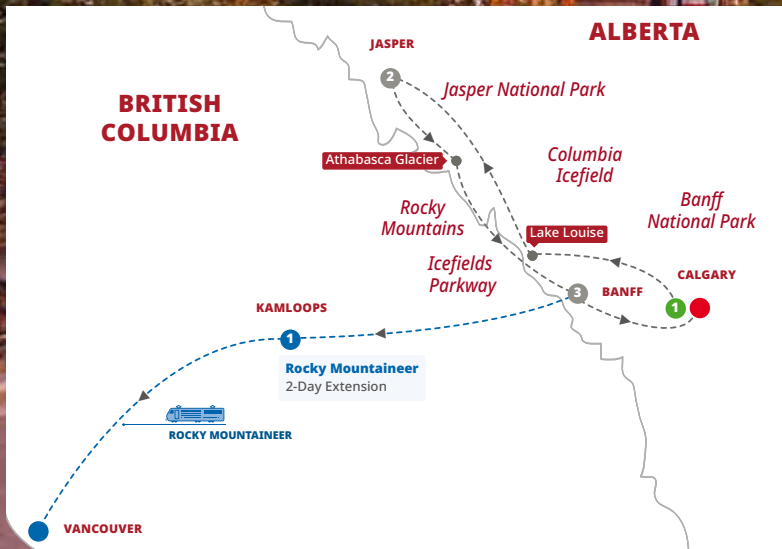 ALBERTA
JASPER
2
Jasper National Park
BRITISH
COLUMBIA
Athabasca Glacier
Columbia
Icefield
Rocky
Mountains
Banff
National Park
Lake Louise
Icefields
Parkway
CALGARY
3
BANFF
1
KAMLOOPS
1
Rocky Mountaineer
2-Day Extension
ROCKY MOUNTAINEER
VANCOUVER